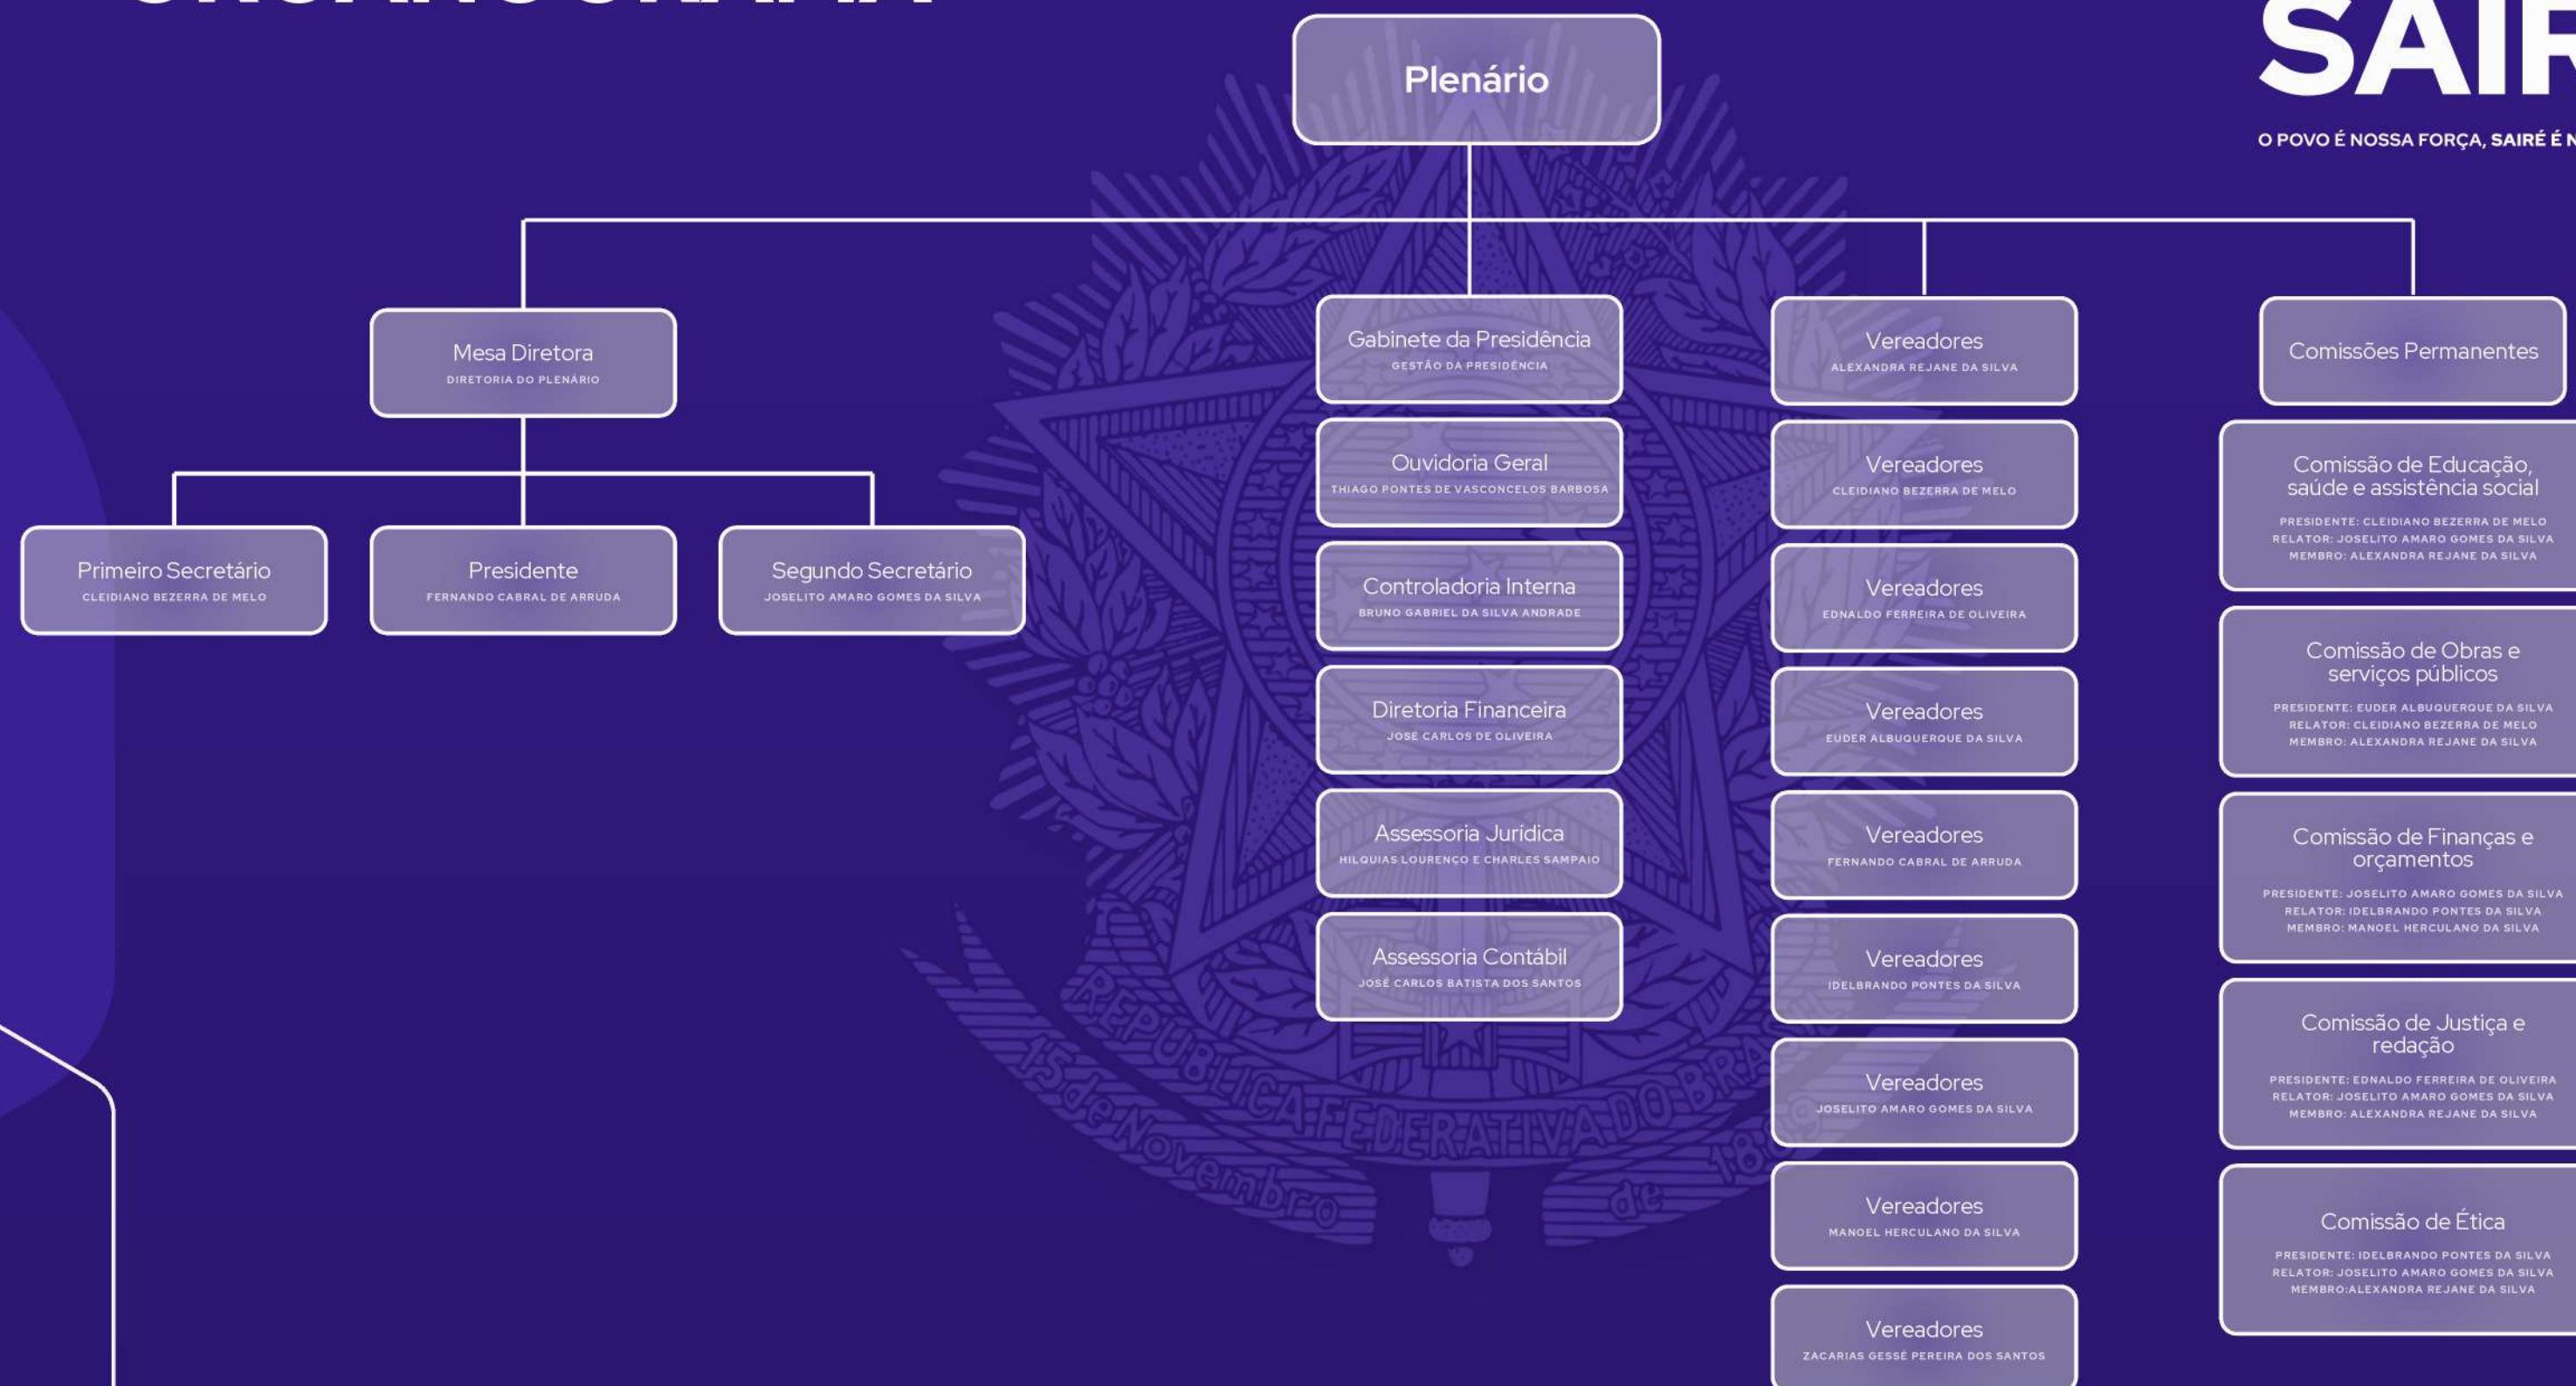 ORGANOGRAMA
SAIR
O POVO É NOSSA FORÇA, SAIRÉ É N
Plenário
Mesa Diretora
DIRETORIA DO PLENÁRIO
Primeiro Secretário
CLEIDIANO BEZERRA DE MELO
Presidente
FERNANDO CABRAL DE ARRUDA
Segundo Secretário
JOSELITO AMARO GOMES DA SILVA
Gabinete da Presidência
GESTÃO DA PRESIDÊNCIA
Ouvidoria Geral
THIAGO PONTES DE VASCONCELOS BARBOSA
Controladoria Interna
BRUNO GABRIEL DA SILVA ANDRADE
Diretoria Financeira
JOSE CARLOS DE OLIVEIRA
Assessoria Jurídica
HILQUIAS LOURENÇO E CHARLES SAMPAIO
Assessoria Contábil
JOSÉ CARLOS BATISTA DOS SANTOS
Vereadores
ALEXANDRA REJANE DA SILVA
Vereadores
CLEIDIANO BEZERRA DE MELO
Vereadores
EDNALDO FERREIRA DE OLIVEIRA
Vereadores
EUDER ALBUQUERQUE DA SILVA
Vereadores
FERNANDO CABRAL DE ARRUDA
Vereadores
IDELBRANDO PONTES DA SILVA
Vereadores
JOSELITO AMARO GOMES DA SILVA
Vereadores
MANOEL HERCULANO DA SILVA
Vereadores
ZACARIAS GESSÉ PEREIRA DOS SANTOS
Comissões Permanentes
Comissão de Educação,
saúde e assistência social
PRESIDENTE: CLEIDIANO BEZERRA DE MELO
RELATOR: JOSELITO AMARO GOMES DA SILVA
MEMBRO: ALEXANDRA REJANE DA SILVA
Comissão de Obras e
serviços públicos
PRESIDENTE: EUDER ALBUQUERQUE DA SILVA
RELATOR: CLEIDIANO BEZERRA DE MELO
MEMBRO: ALEXANDRA REJANE DA SILVA
Comissão de Finanças e
orçamentos
PRESIDENTE: JOSELITO AMARO GOMES DA SILVA
RELATOR: IDELBRANDO PONTES DA SILVA
MEMBRO: MANOEL HERCULANO DA SILVA
Comissão de Justiça e
redação
PRESIDENTE: EDNALDO FERREIRA DE OLIVEIRA
RELATOR: JOSELITO AMARO GOMES DA SILVA
MEMBRO: ALEXANDRA REJANE DA SILVA
Comissão de Ética
PRESIDENTE: IDELBRANDO PONTES DA SILVA
RELATOR: JOSELITO AMARO GOMES DA SILVA
MEMBRO:ALEXANDRA REJANE DA SILVA
REPÚBLICA FEDERATIVA DO BRASIL
15 de Novembro de 1889